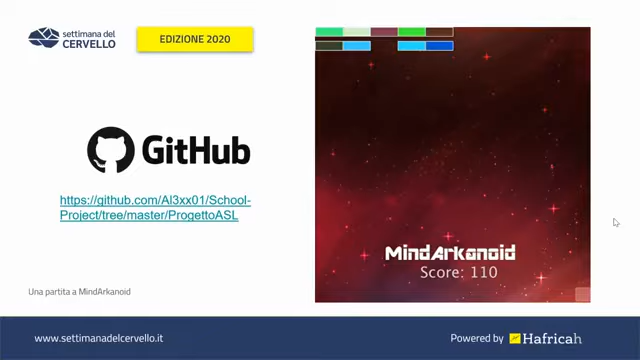 settimana del
CERVELLO
EDIZIONE 2020
GitHub
https://github.com/Al3xx01/School-
Project/tree/master/ProgettoASL
MindArkanoid
Score: 110
Una partita a MindArkanoid
www.settimanadelcervello.it
Powered by Hafricah